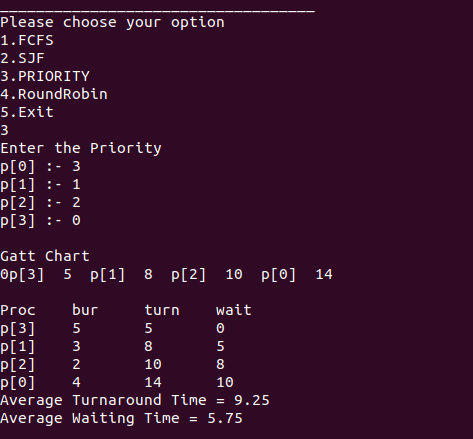 ___________________________________
Please choose your option
1.FCFS
2.SJF
3.PRIORITY
4.RoundRobin
5.Exit
3
Enter the Priority
p[0] :- 3
p[1] :- 1
p[2] :- 2
p[3] :- 0

Gatt Chart
0p[3]  5  p[1]  8  p[2]  10  p[0]  14

Proc    bur     turn    wait
p[3]    5       5       0
p[1]    3       8       5
p[2]    2       10      8
p[0]    4       14      10
Average Turnaround Time = 9.25
Average Waiting Time = 5.75